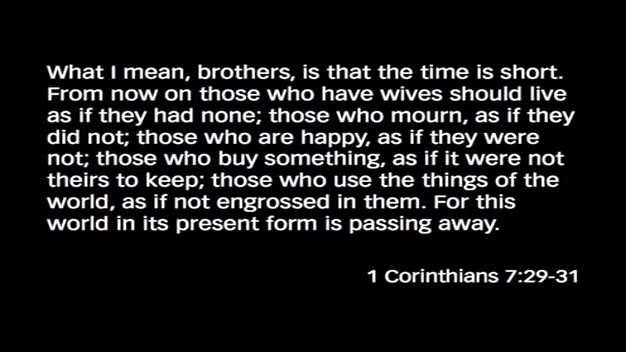 What I mean, brothers, is that the time is short.
From now on those who have wives should live
as if they had none; those who mourn, as if they
did not; those who are happy, as if they were
not; those who buy something, as if it were not
theirs to keep; those who use the things of the
world, as if not engrossed in them. For this
world in its present form is passing away.
1 Corinthians 7:29-31